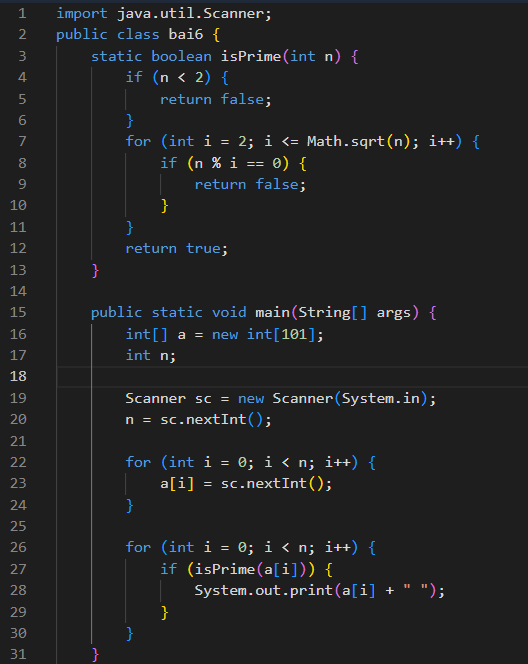 1 import java.util.Scanner;
2 public class bai6 {
3     static boolean isPrime(int n) {
4         if (n < 2) {
5             return false;
6         }
7         for (int i = 2; i <= Math.sqrt(n); i++) {
8             if (n % i == 0) {
9                 return false;
10             }
11         }
12         return true;
13     }
14
15     public static void main(String[] args) {
16         int[] a = new int[101];
17         int n;
18
19         Scanner sc = new Scanner(System.in);
20         n = sc.nextInt();
21
22         for (int i = 0; i < n; i++) {
23             a[i] = sc.nextInt();
24         }
25
26         for (int i = 0; i < n; i++) {
27             if (isPrime(a[i])) {
28                 System.out.print(a[i] + " ");
29             }
30         }
31     }